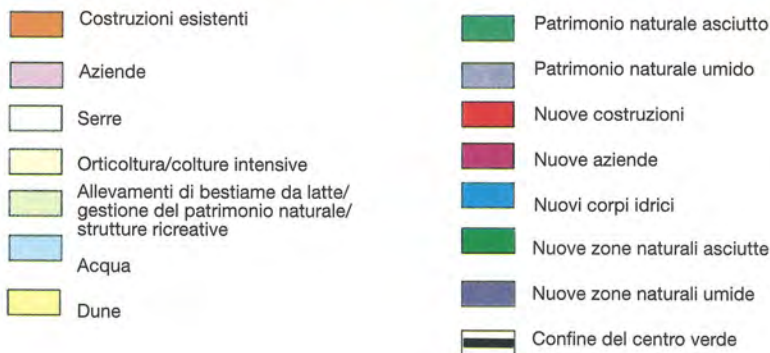 Costruzioni esistenti
Aziende
Serre
Orticoltura/colture intensive
Allevamenti di bestiame da latte/
gestione del patrimonio naturale/
strutture ricreative
Acqua
Dune
Patrimonio naturale asciutto
Patrimonio naturale umido
Nuove costruzioni
Nuove aziende
Nuovi corpi idrici
Nuove zone naturali asciutte
Nuove zone naturali umide
Confine del centro verde